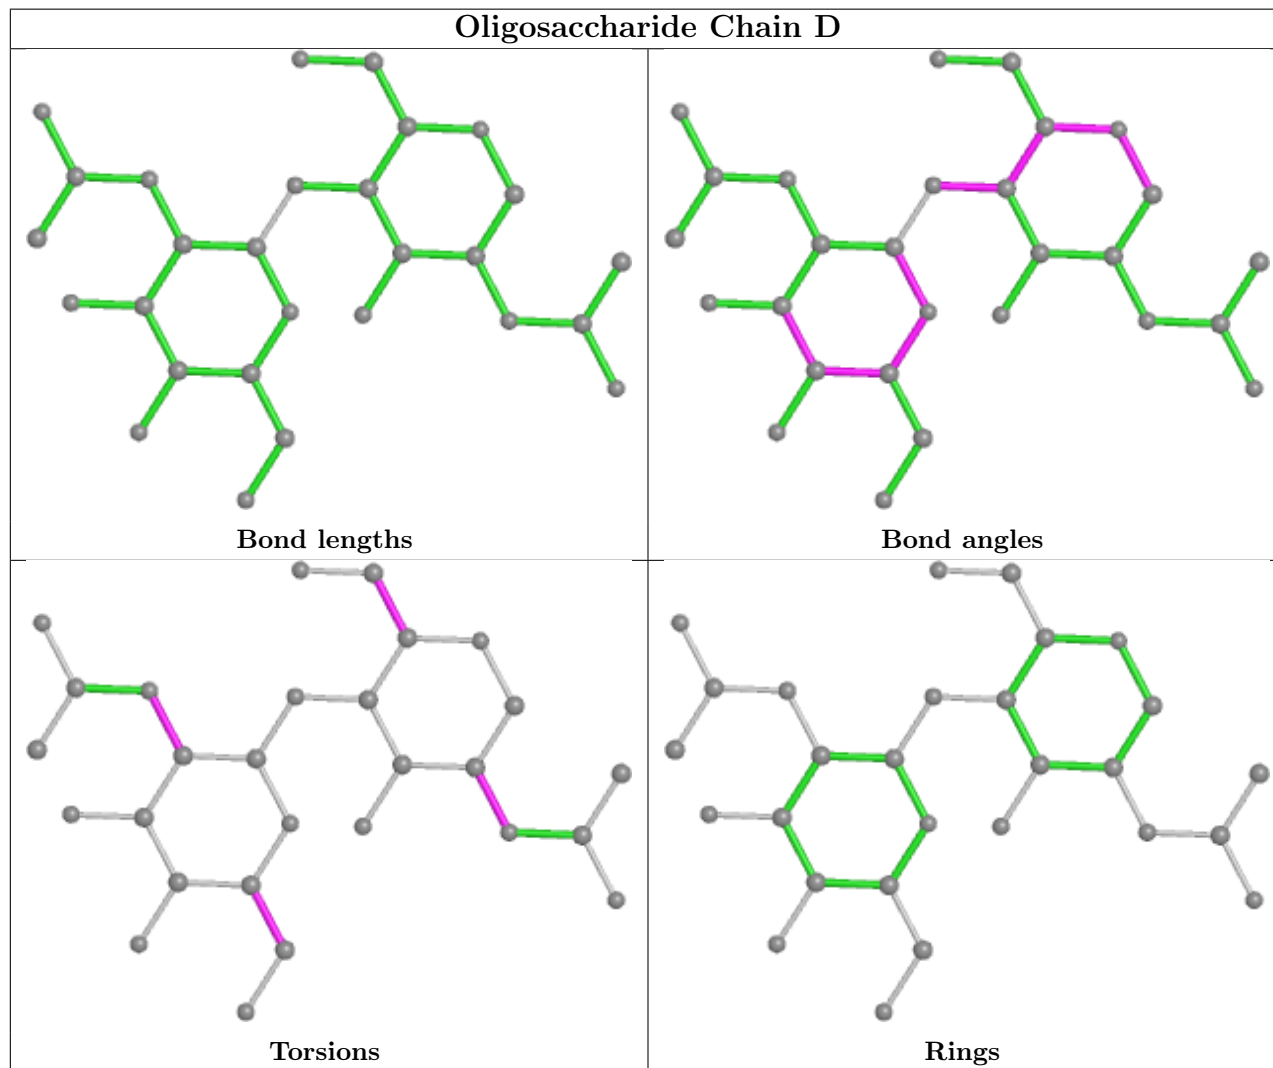 Oligosaccharide Chain D
Bond lengths
Bond angles
Torsions
Rings